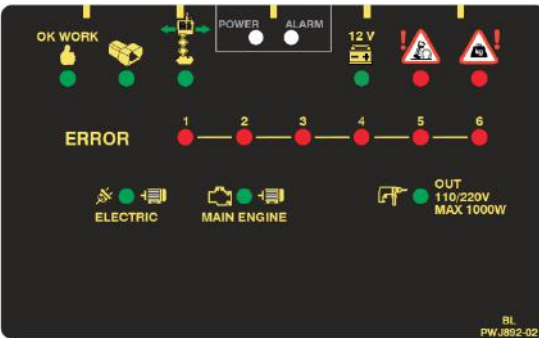 POWER ALARM
OK WORK
12 V
kg
ERROR
1 2 3 4 5 6
ELECTRIC
MAIN ENGINE
OUT
110/220V
MAX 1000W
BL
PWJ892-02